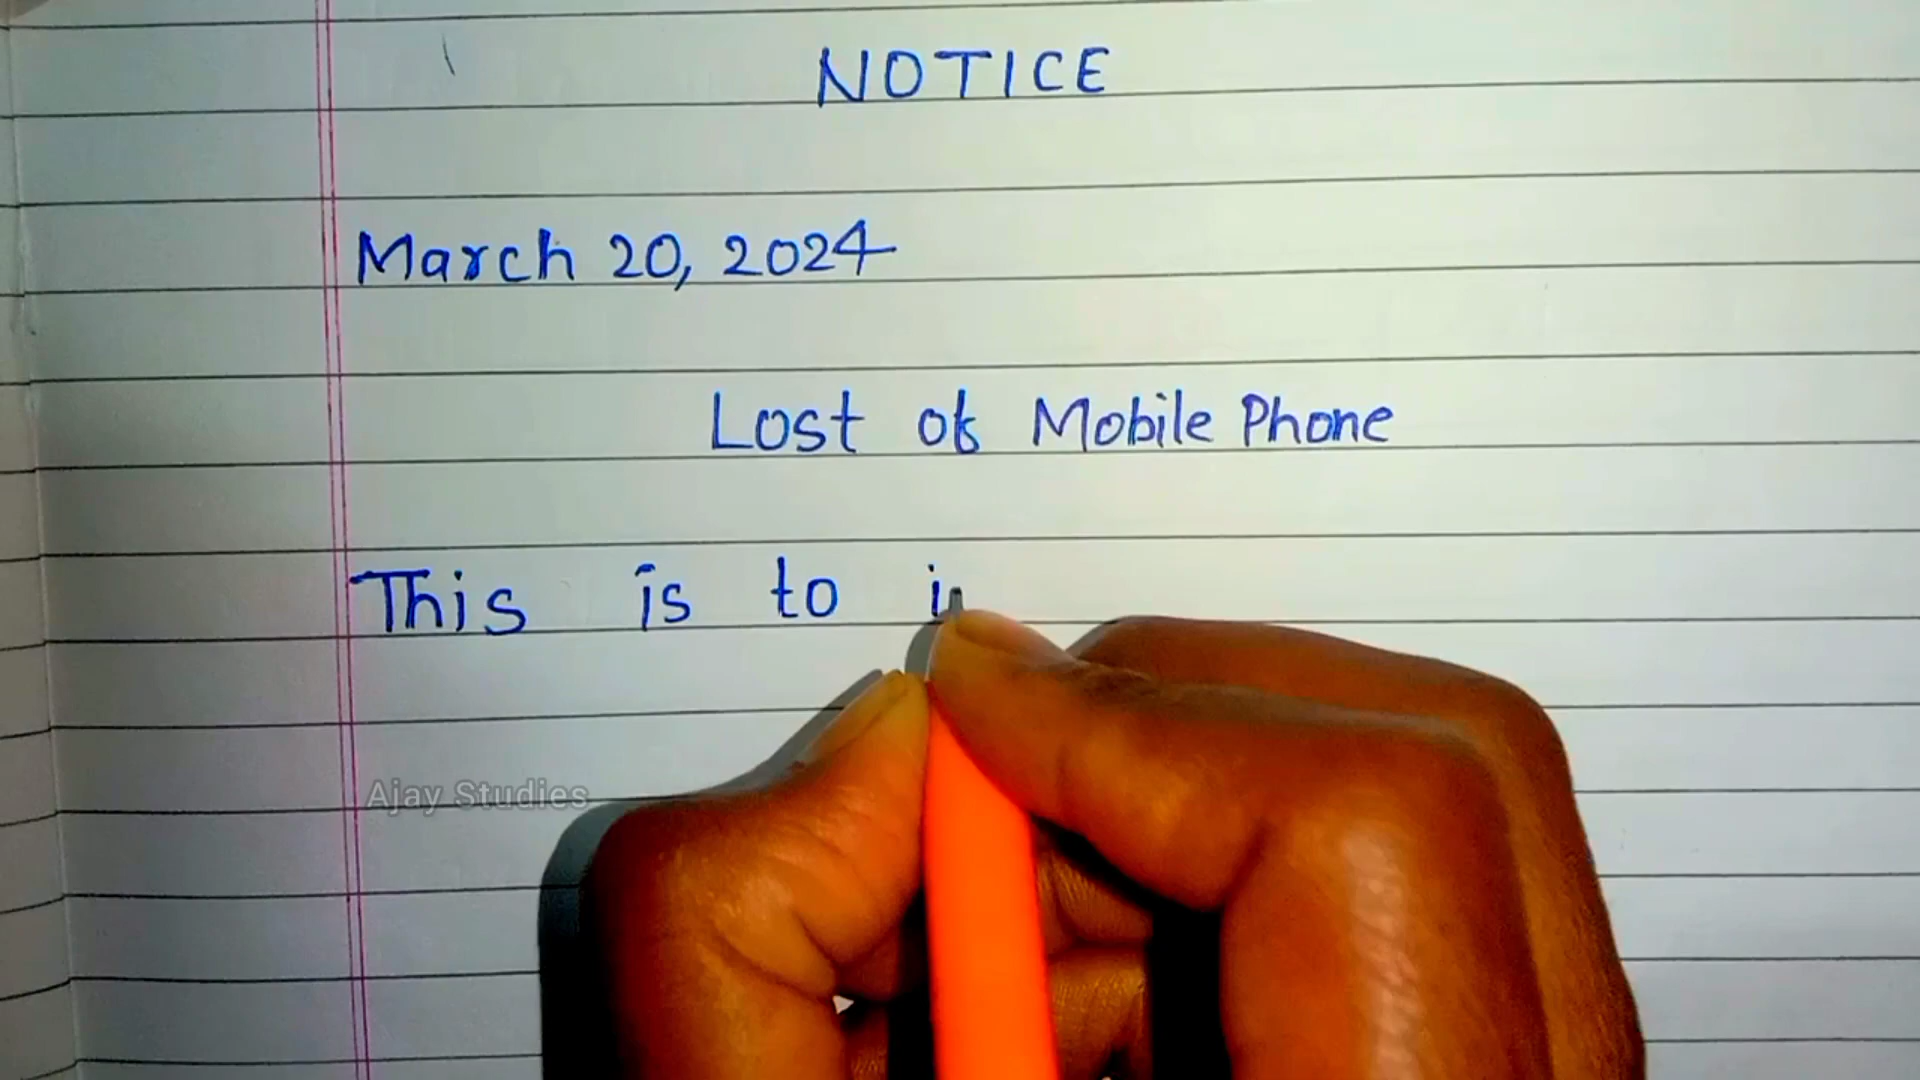 NOTICE
March 20, 2024
Lost of Mobile Phone
This is to
Ajay Studies